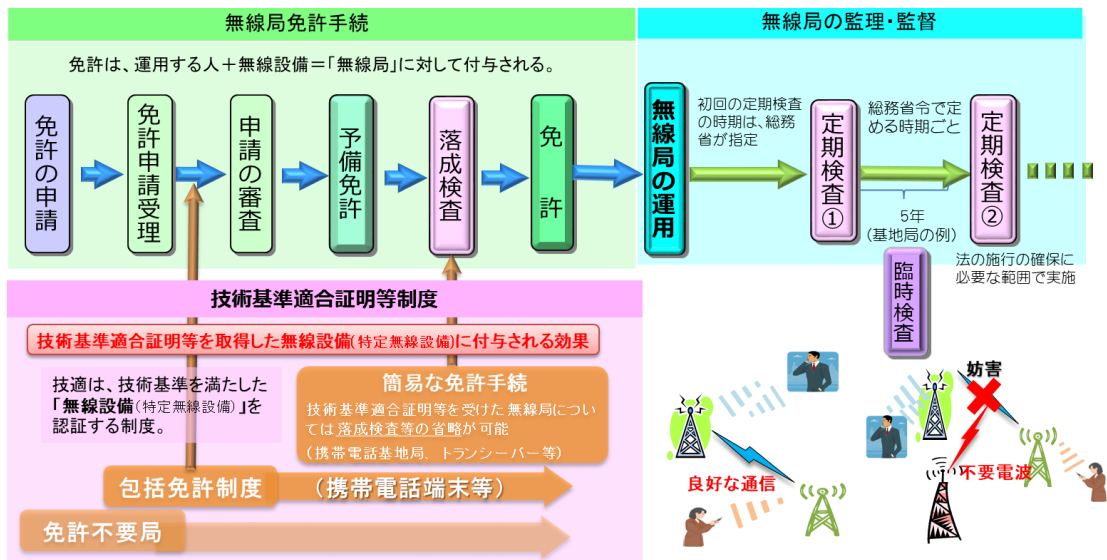 無線局免許手続
無線局の監理・監督
免許は、運用する人＋無線設備＝「無線局」に対して付与される。
免許の申請
免許申請受理
申請の審査
予備免許
落成検査
免許
無線局の運用
初回の定期検査
の時期は、総務
省が指定
定期検査①
総務省令で定
める時期ごと
定期検査②
5年
(基地局の例)
臨時検査
法の施行の確保に
必要な範囲で実施
技術基準適合証明等制度
技術基準適合証明等を取得した無線設備(特定無線設備)に付与される効果
技適は、技術基準を満たした
「無線設備(特定無線設備)」を
認証する制度。
簡易な免許手続
技術基準適合証明等を受けた無線局につい
ては落成検査等の省略が可能
(携帯電話基地局、トランシーバー等)
包括免許制度
(携帯電話端末等)
免許不要局
良好な通信
妨害
不要電波